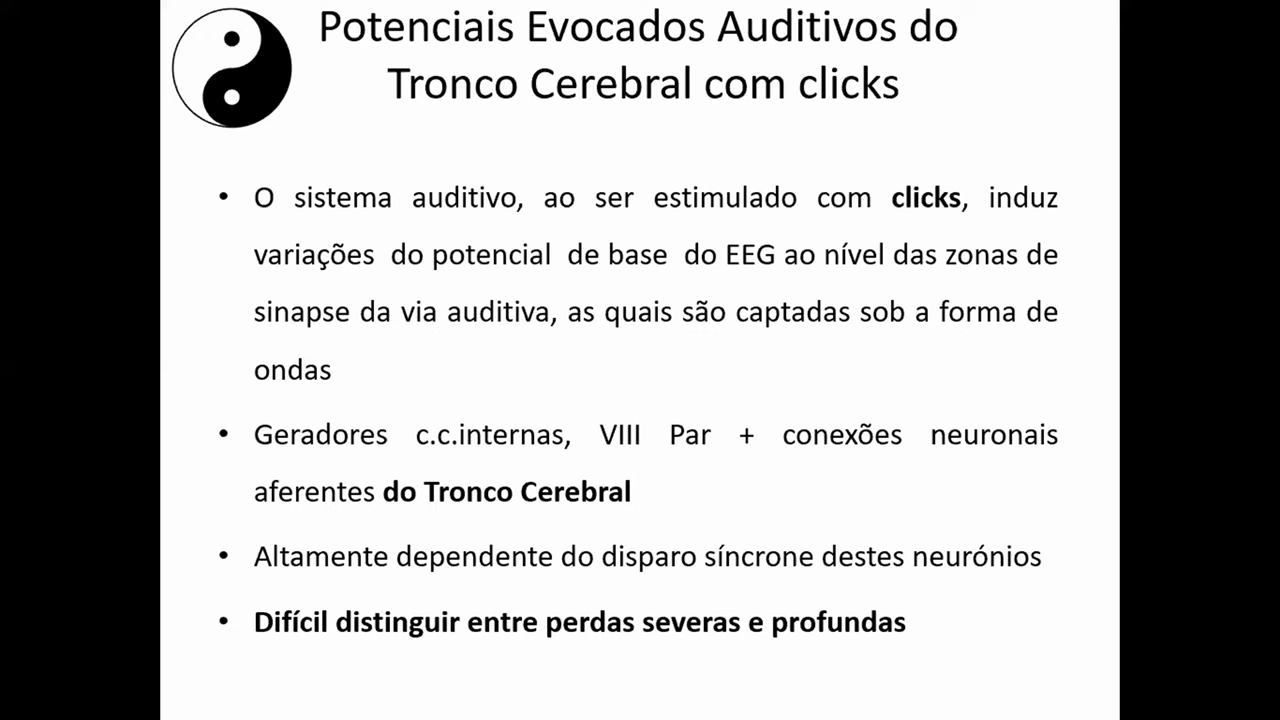 Potenciais Evocados Auditivos do
Tronco Cerebral com clicks
• O sistema auditivo, ao ser estimulado com clicks, induz
variações do potencial de base do EEG ao nível das zonas de
sinapse da via auditiva, as quais são captadas sob a forma de
ondas
• Geradores c.c.internas, VIII Par + conexões neuronais
aferentes do Tronco Cerebral
• Altamente dependente do disparo síncrone destes neurónios
• Difícil distinguir entre perdas severas e profundas